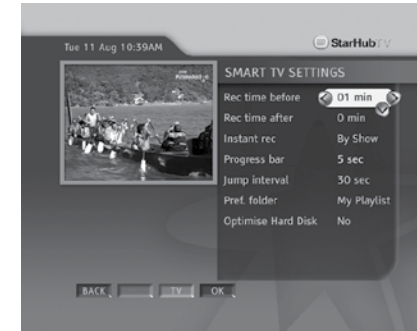 Tue 11 Aug 10:39AM
StarHub TV
SMART TV SETTINGS
Rec time before 01 min
Rec time after 0 min
Instant rec By Show
Progress bar 5 sec
Jump interval 30 sec
Pref. folder My Playlist
Optimise Hard Disk No
BACK TV OK